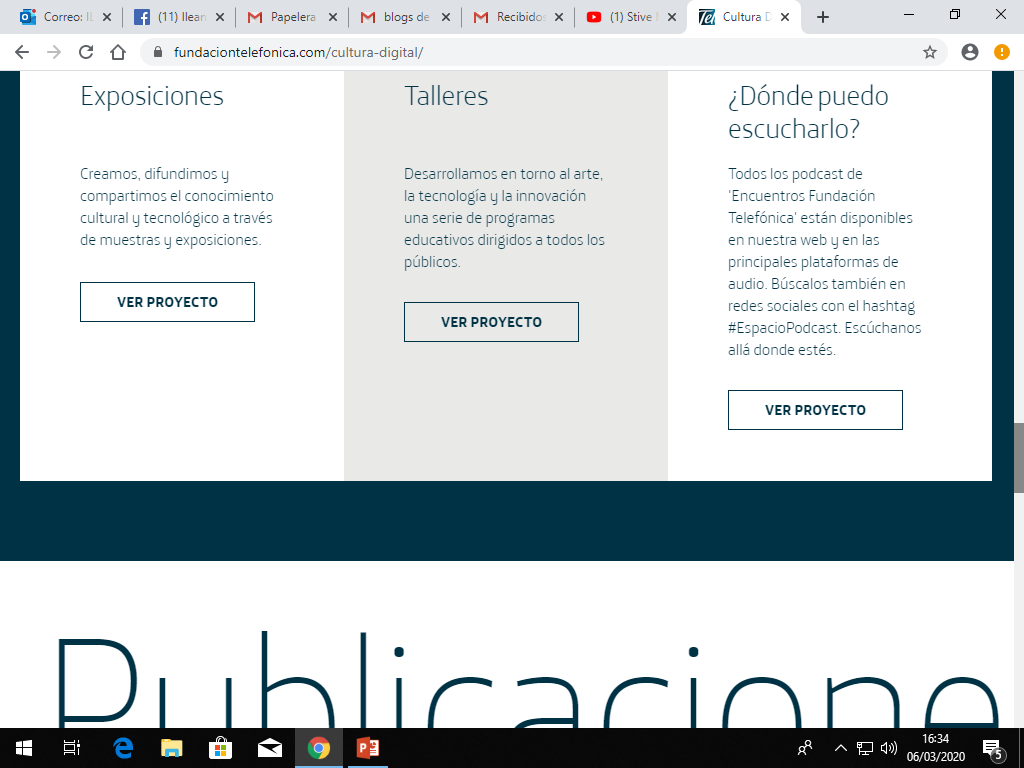 Correo: IL
(11) Ilean
Papelera
blogs de
Recibidos
(1) Stive
Cultura D
fundaciontelefonica.com/cultura-digital/
Exposiciones
Creamos, difundimos y
compartimos el conocimiento
cultural y tecnológico a través
de muestras y exposiciones.
VER PROYECTO
Talleres
Desarrollamos en torno al arte,
la tecnología y la innovación
una serie de programas
educativos dirigidos a todos los
públicos.
VER PROYECTO
¿Dónde puedo
escucharlo?
Todos los podcast de
'Encuentros Fundación
Telefónica' están disponibles
en nuestra web y en las
principales plataformas de
audio. Búscalos también en
redes sociales con el hashtag
#EspacioPodcast. Escúchanos
allá donde estés.
VER PROYECTO
Publicacione
16:34
06/03/2020
5